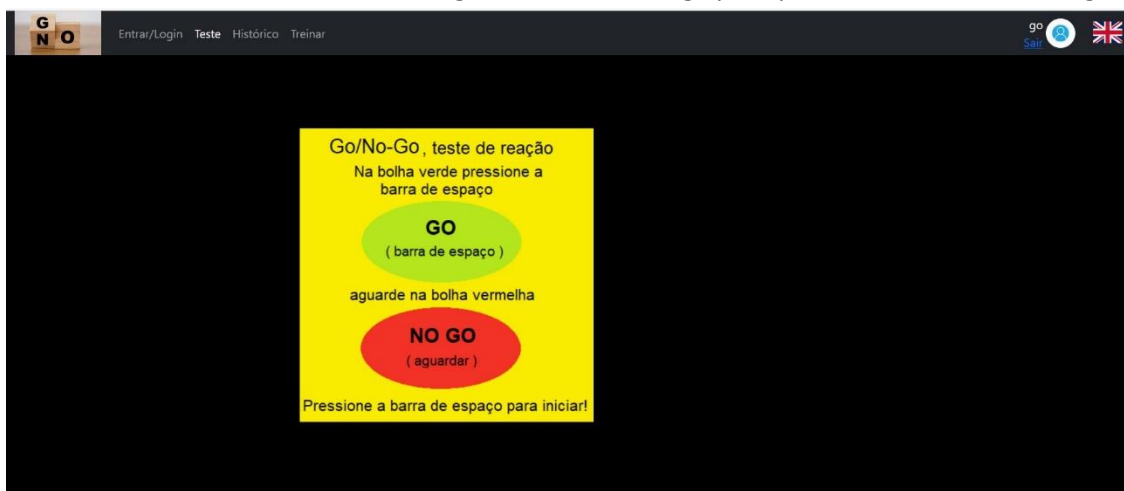 G
N O
Entrar/Login Teste Histórico Treinar
go
Sair
Go/No-Go, teste de reação
Na bolha verde pressione a
barra de espaço
GO
( barra de espaço )
aguarde na bolha vermelha
NO GO
( aguardar )
Pressione a barra de espaço para iniciar!